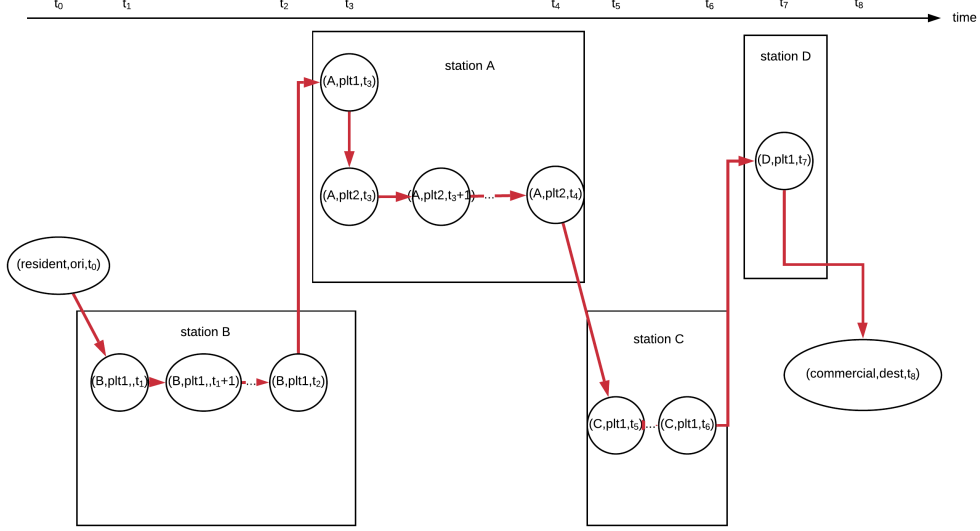 t0 t1 t2 t3 t4 t5 t6 t7 t8
time
station A
station D
(A,plt1,t3)
(D,plt1,t7)
(A,plt2,t3) (A,plt2,t3+1) ... (A,plt2,t4)
(resident,ori,t0)
station B
station C
(B,plt1,,t1) (B,plt1,,t1+1) ... (B,plt1,t2)
(commercial,dest,t8)
(C,plt1,t5) ... (C,plt1,t6)